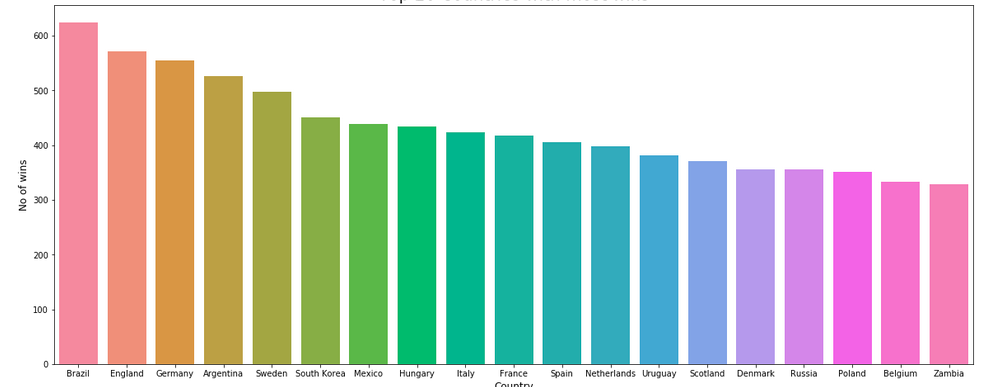 600
500
400
300
200
100
0
No of wins
Brazil England Germany Argentina Sweden South Korea Mexico Hungary Italy France Spain Netherlands Uruguay Scotland Denmark Russia Poland Belgium Zambia
Country